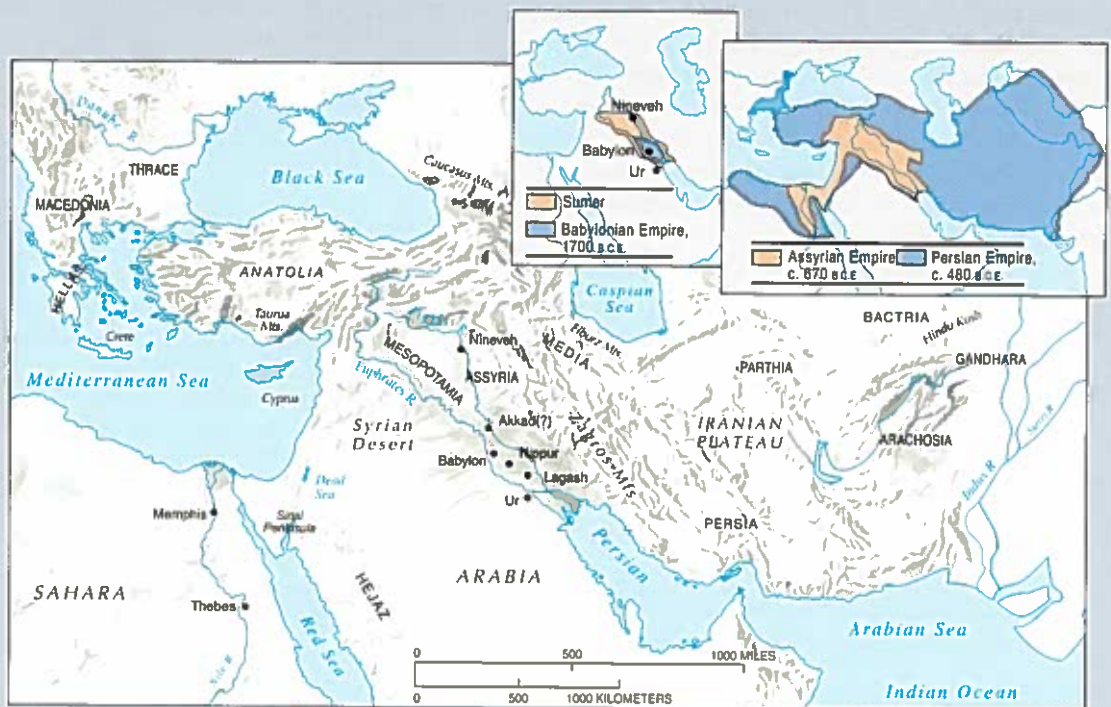 Danube R.
THRACE
Black Sea
Caucasus Mts.
MACEDONIA
HELLAS
ANATOLIA
Taurus
Mts.
Crete
Mediterranean Sea
Cyprus
MESOPOTAMIA
Euphrates R
Nineveh
ASSYRIA
Syrian
Desert
Akkad(?)
Babylon
Nippur
Lagash
Ur
Dead
Sea
Memphis
Sinai
Peninsula
SAHARA
Thebes
Nile R
Red Sea
HEJAZ
ARABIA
Caspian
Sea
Elburz Mts.
MEDIA
Zagros Mts
PARTHIA
IRANIAN
PLATEAU
PERSIA
Persian
BACTRIA
Hindu Kush
GANDHARA
ARACHOSIA
Indus R
Arabian Sea
Indian Ocean
0 500 1000 MILES
0 500 1000 KILOMETERS
Nineveh
Babylon
Ur
Sumer
Babylonian Empire,
1700 B.C.E.
Assyrian Empire
c. 670 B.C.E
Persian Empire,
c. 480 B.C.E.